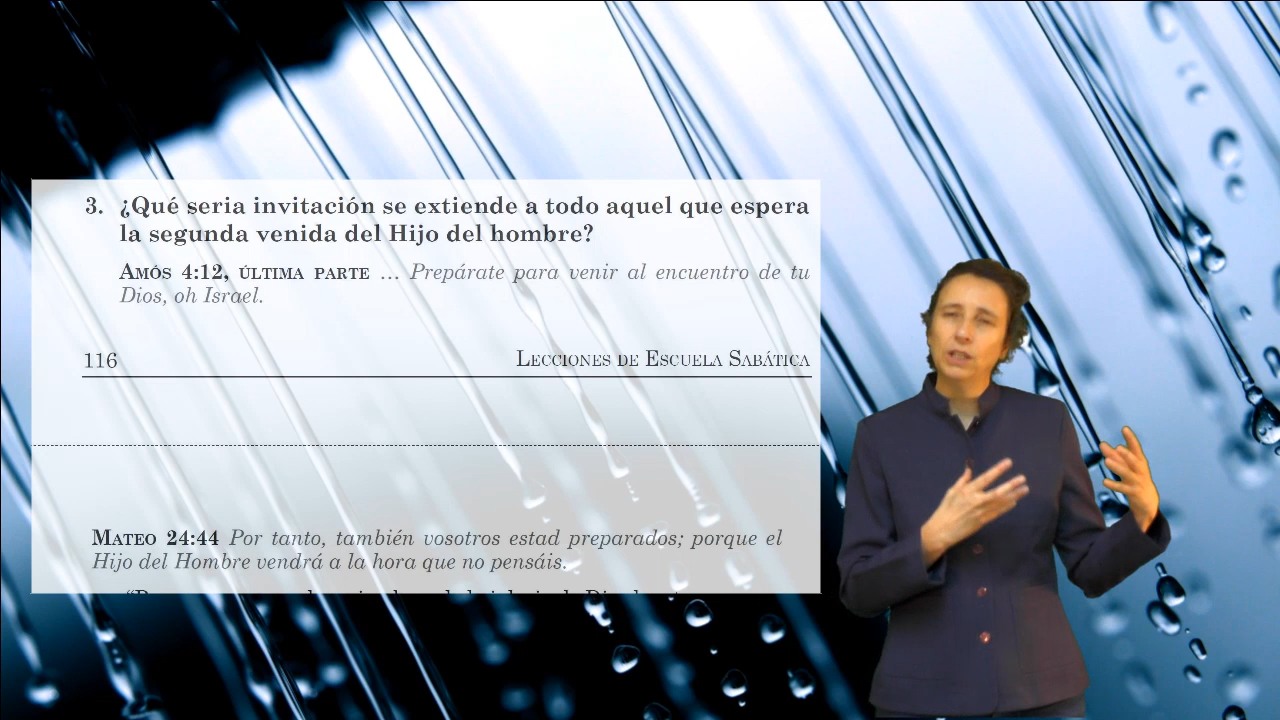 3. ¿Qué seria invitación se extiende a todo aquel que espera
la segunda venida del Hijo del hombre?
Amós 4:12, última parte … Prepárate para venir al encuentro de tu
Dios, oh Israel.
116 Lecciones de Escuela Sabática
Mateo 24:44 Por tanto, también vosotros estad preparados; porque el
Hijo del Hombre vendrá a la hora que no pensáis.